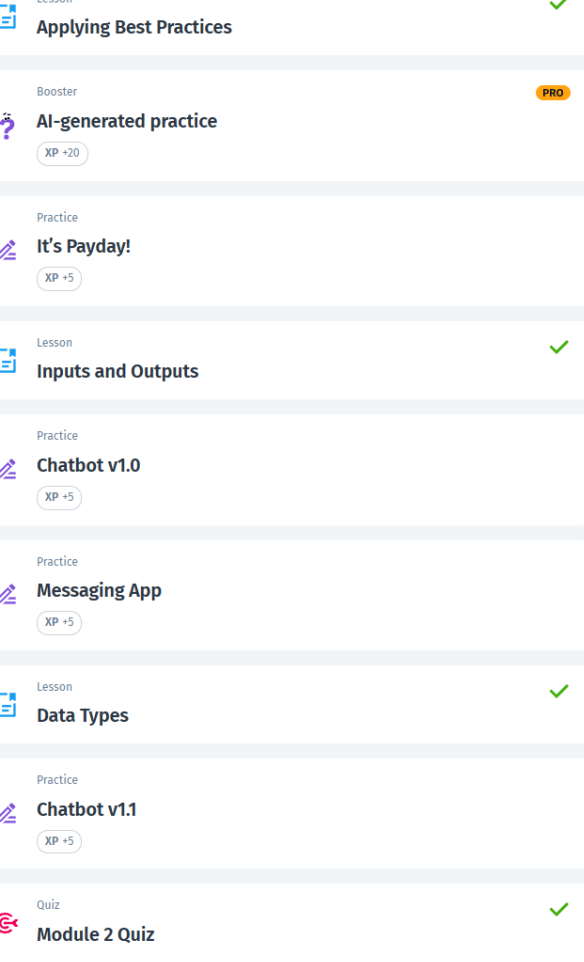 Lesson
Applying Best Practices
Booster
PRO
AI-generated practice
XP +20
Practice
It's Payday!
XP +5
Lesson
Inputs and Outputs
Practice
Chatbot v1.0
XP +5
Practice
Messaging App
XP +5
Lesson
Data Types
Practice
Chatbot v1.1
XP +5
Quiz
Module 2 Quiz